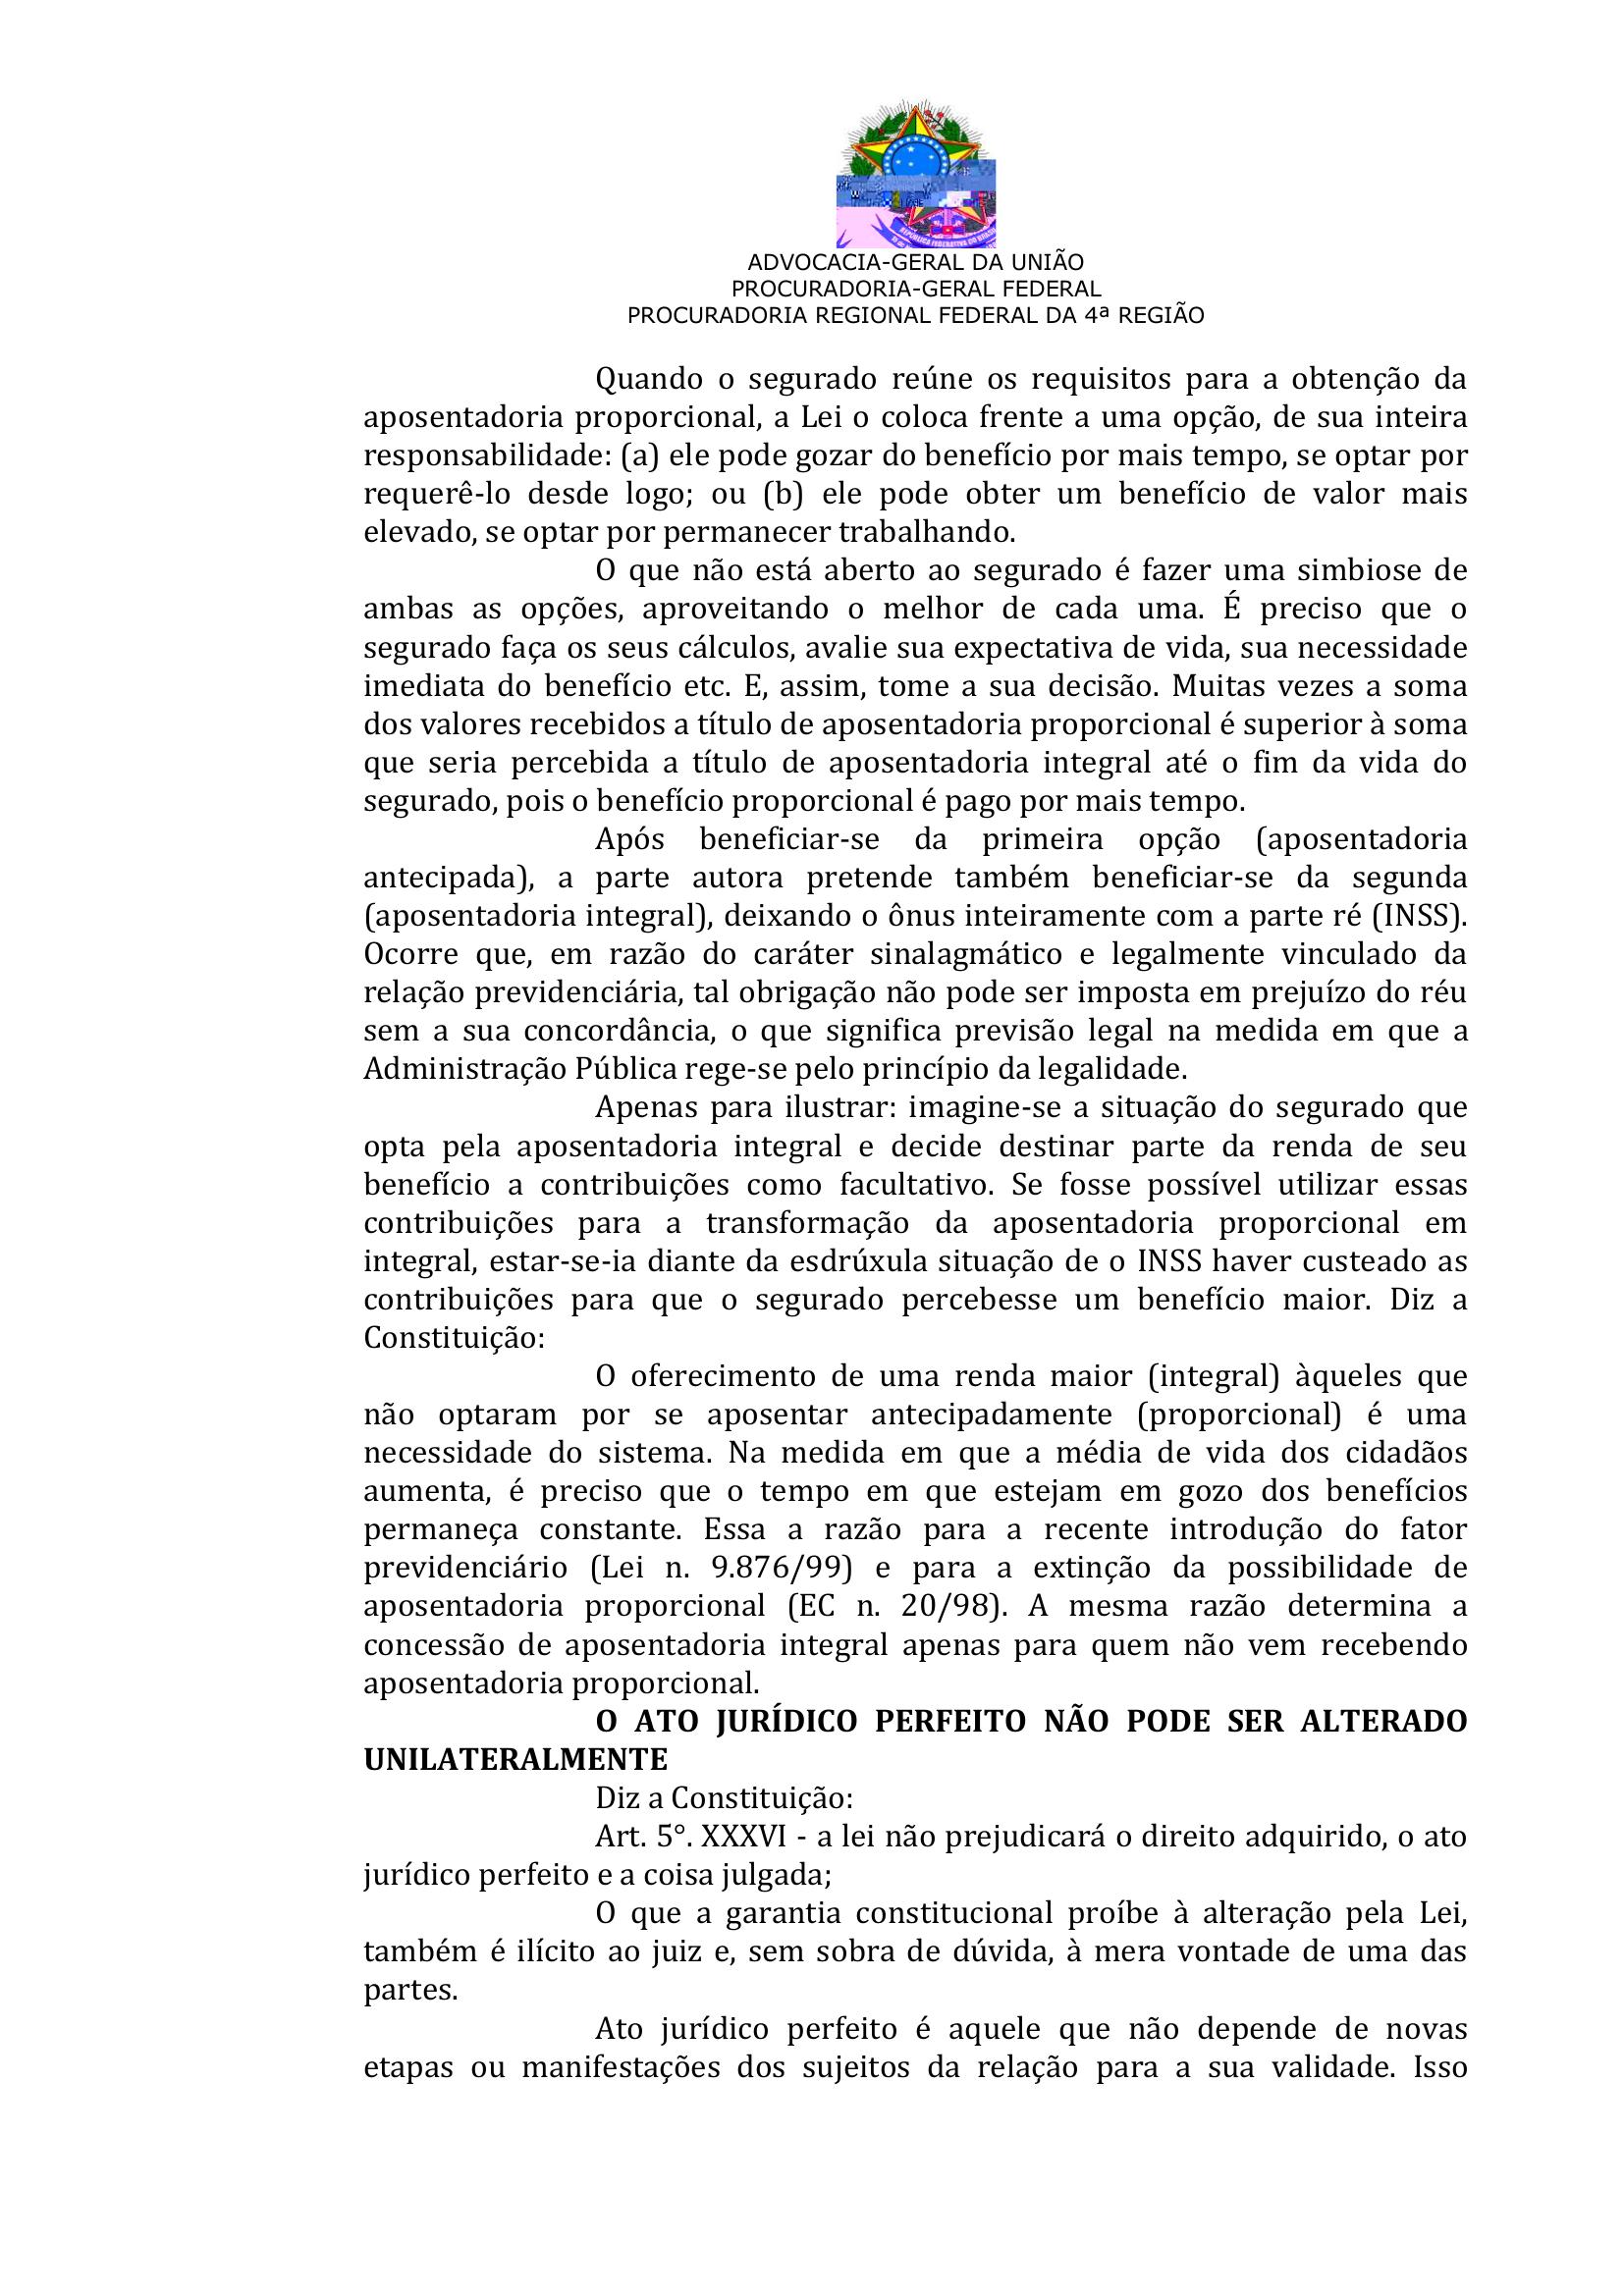 ADVOCACIA-GERAL DA UNIÃO
PROCURADORIA-GERAL FEDERAL
PROCURADORIA REGIONAL FEDERAL DA 4ª REGIÃO
Quando o segurado reúne os requisitos para a obtenção da
aposentadoria proporcional, a Lei o coloca frente a uma opção, de sua inteira
responsabilidade: (a) ele pode gozar do benefício por mais tempo, se optar por
requerê-lo desde logo; ou (b) ele pode obter um benefício de valor mais
elevado, se optar por permanecer trabalhando.
O que não está aberto ao segurado é fazer uma simbiose de
ambas as opções, aproveitando o melhor de cada uma. É preciso que o
segurado faça os seus cálculos, avalie sua expectativa de vida, sua necessidade
imediata do benefício etc. E, assim, tome a sua decisão. Muitas vezes a soma
dos valores recebidos a título de aposentadoria proporcional é superior à soma
que seria percebida a título de aposentadoria integral até o fim da vida do
segurado, pois o benefício proporcional é pago por mais tempo.
Após beneficiar-se da primeira opção (aposentadoria
antecipada), a parte autora pretende também beneficiar-se da segunda
(aposentadoria integral), deixando o ônus inteiramente com a parte ré (INSS).
Ocorre que, em razão do caráter sinalagmático e legalmente vinculado da
relação previdenciária, tal obrigação não pode ser imposta em prejuízo do réu
sem a sua concordância, o que significa previsão legal na medida em que a
Administração Pública rege-se pelo princípio da legalidade.
Apenas para ilustrar: imagine-se a situação do segurado que
opta pela aposentadoria integral e decide destinar parte da renda de seu
benefício a contribuições como facultativo. Se fosse possível utilizar essas
contribuições para a transformação da aposentadoria proporcional em
integral, estar-se-ia diante da esdrúxula situação de o INSS haver custeado as
contribuições para que o segurado percebesse um benefício maior. Diz a
Constituição:
O oferecimento de uma renda maior (integral) àqueles que
não optaram por se aposentar antecipadamente (proporcional) é uma
necessidade do sistema. Na medida em que a média de vida dos cidadãos
aumenta, é preciso que o tempo em que estejam em gozo dos benefícios
permaneça constante. Essa a razão para a recente introdução do fator
previdenciário (Lei n. 9.876/99) e para a extinção da possibilidade de
aposentadoria proporcional (EC n. 20/98). A mesma razão determina a
concessão de aposentadoria integral apenas para quem não vem recebendo
aposentadoria proporcional.
O ATO JURÍDICO PERFEITO NÃO PODE SER ALTERADO
UNILATERALMENTE
Diz a Constituição:
Art. 5°. XXXVI - a lei não prejudicará o direito adquirido, o ato
jurídico perfeito e a coisa julgada;
O que a garantia constitucional proíbe à alteração pela Lei,
também é ilícito ao juiz e, sem sobra de dúvida, à mera vontade de uma das
partes.
Ato jurídico perfeito é aquele que não depende de novas
etapas ou manifestações dos sujeitos da relação para a sua validade. Isso